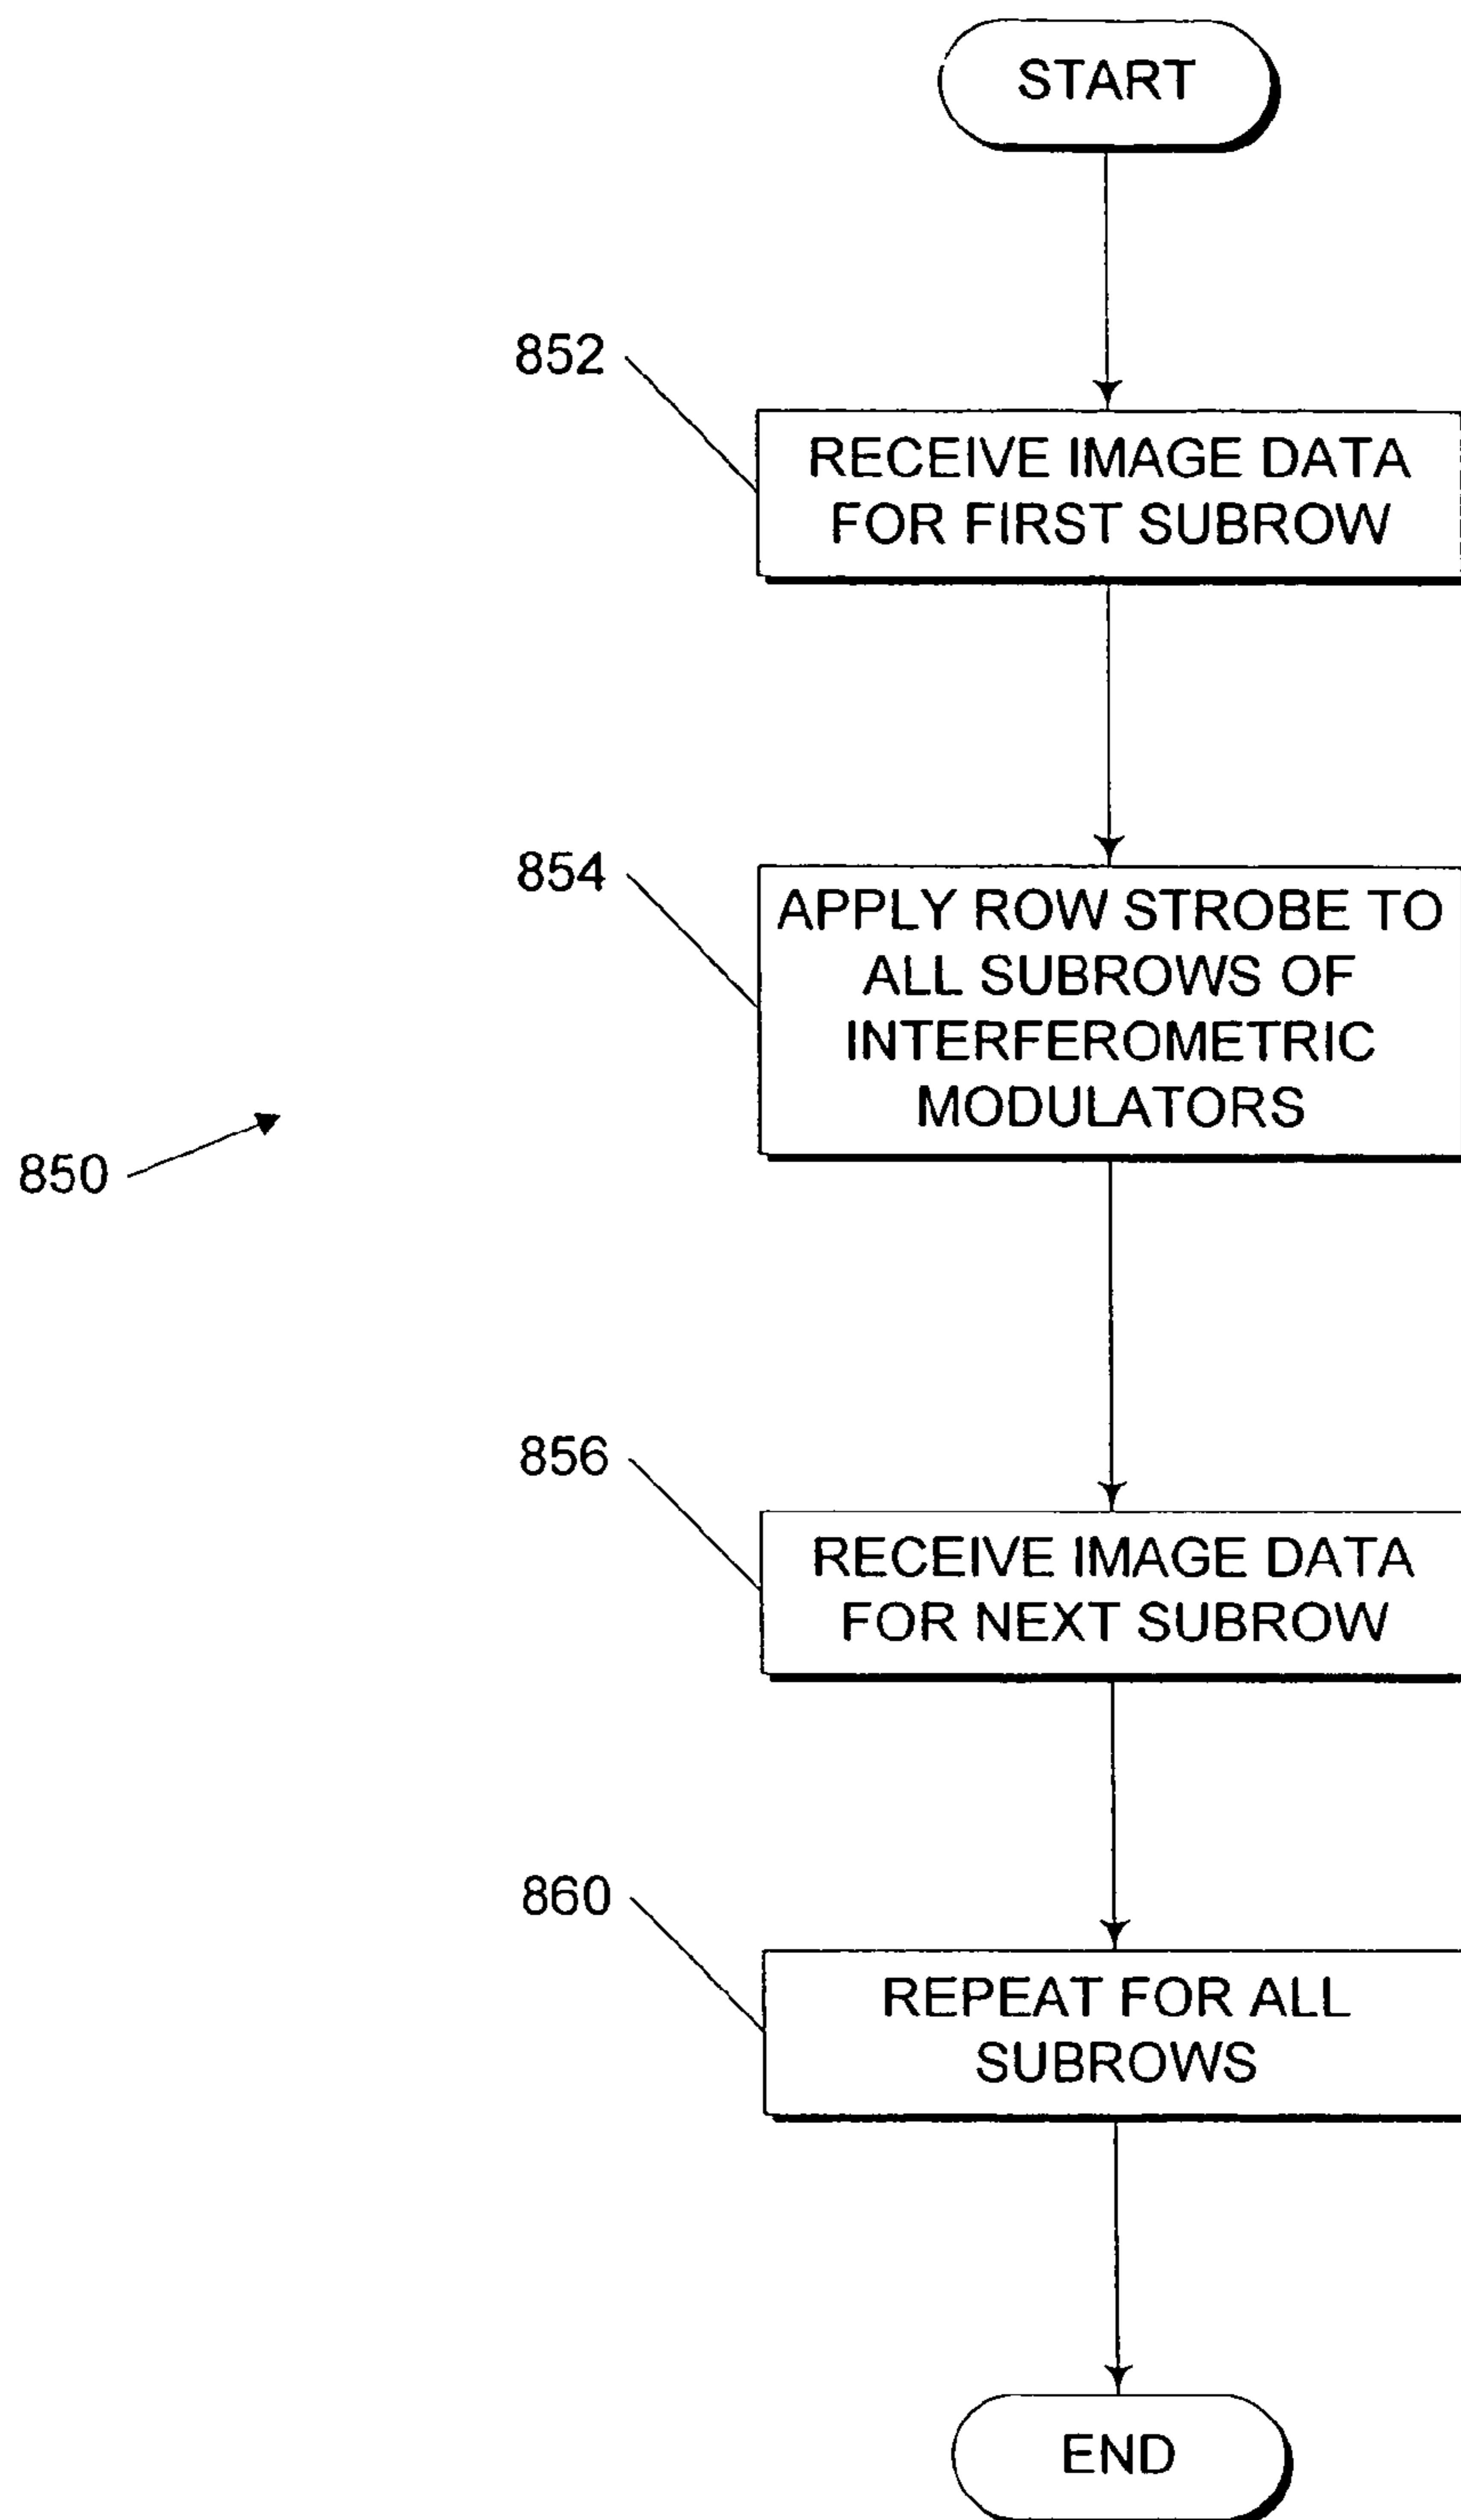 START
852
RECEIVE IMAGE DATA
FOR FIRST SUBROW
854
APPLY ROW STROBE TO
ALL SUBROWS OF
INTERFEROMETRIC
MODULATORS
850
856
RECEIVE IMAGE DATA
FOR NEXT SUBROW
860
REPEAT FOR ALL
SUBROWS
END